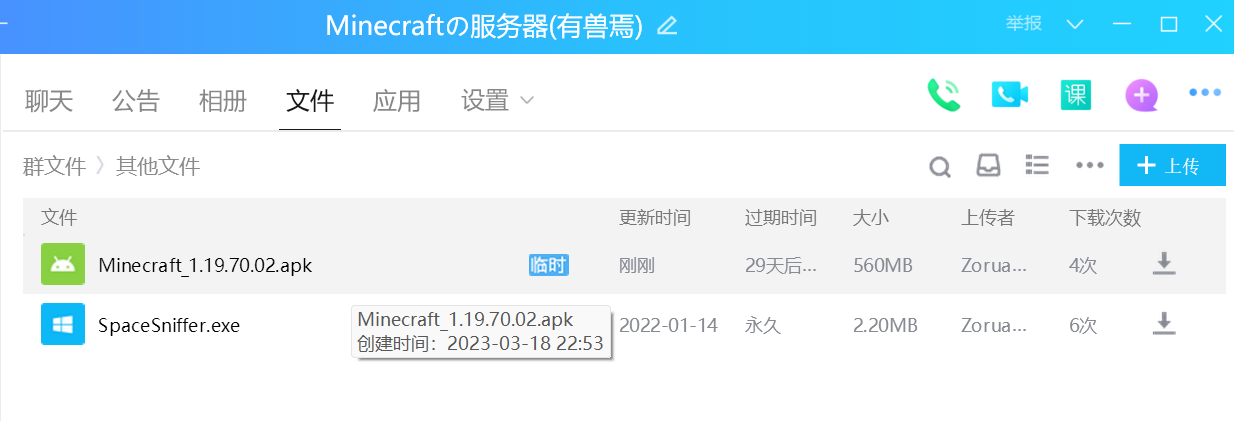 Minecraftの服务器(有兽焉)
举报
聊天 公告 相册 文件 应用 设置
课
群文件 〉 其他文件
+ 上传
文件 更新时间 过期时间 大小 上传者 下载次数
Minecraft_1.19.70.02.apk 临时 刚刚 29天后... 560MB Zorua... 4次
SpaceSniffer.exe 2022-01-14 永久 2.20MB Zorua... 6次
Minecraft_1.19.70.02.apk
创建时间：2023-03-18 22:53